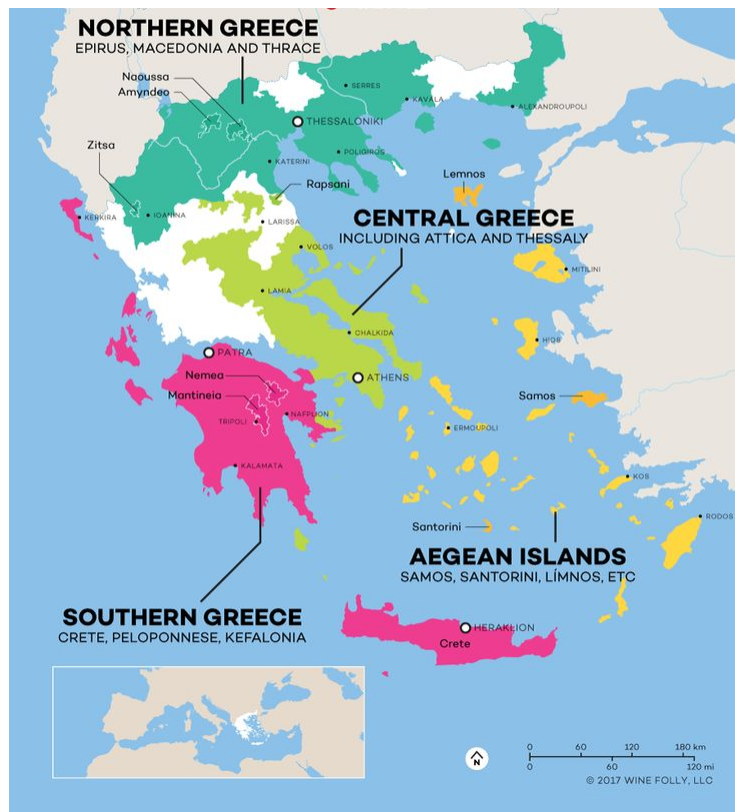 NORTHERN GREECE
EPIRUS, MACEDONIA AND THRACE
Naoussa
Amyndeo
SERRES
KAVALA
ALEXANDROUPOLI
THESSALONIKI
Zitsa
POLIGIROS
KATERINI
Lemnos
Rapsani
KERKIRA
IOANINA
LARISSA
CENTRAL GREECE
INCLUDING ATTICA AND THESSALY
VOLOS
MITILINI
LAMIA
CHALKIDA
HIOS
PATRA
Nemea
ATHENS
Mantineia
Samos
NAFPLION
TRIPOLI
ERMOUPOLI
KALAMATA
KOS
RODOS
Santorini
AEGEAN ISLANDS
SAMOS, SANTORINI, LÍMNOS, ETC
SOUTHERN GREECE
CRETE, PELOPONNESE, KEFALONIA
HERAKLION
Crete
N
0 60 120 180 km
0 60 120 mi
© 2017 WINE FOLLY, LLC